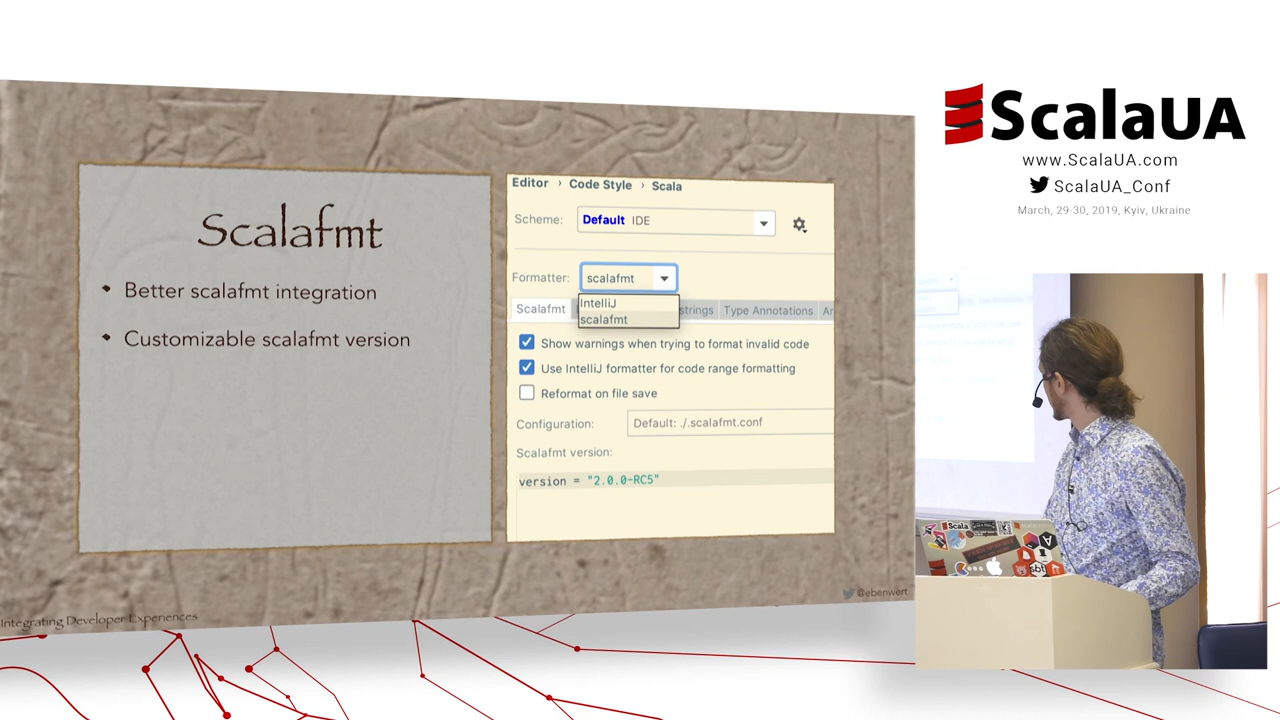 Scalafmt
Better scalafmt integration
Customizable scalafmt version
Editor › Code Style › Scala
Scheme: Default IDE
Formatter: scalafmt
IntelliJ
scalafmt
Scalafmt strings Type Annotations Ar
Show warnings when trying to format invalid code
Use IntelliJ formatter for code range formatting
Reformat on file save
Configuration: Default: ./.scalafmt.conf
Scalafmt version:
version = "2.0.0-RC5"
@ebenwert
Integrating Developer Experiences
ScalaUA
www.ScalaUA.com
ScalaUA_Conf
March, 29-30, 2019, Kyiv, Ukraine
Scala
sbt